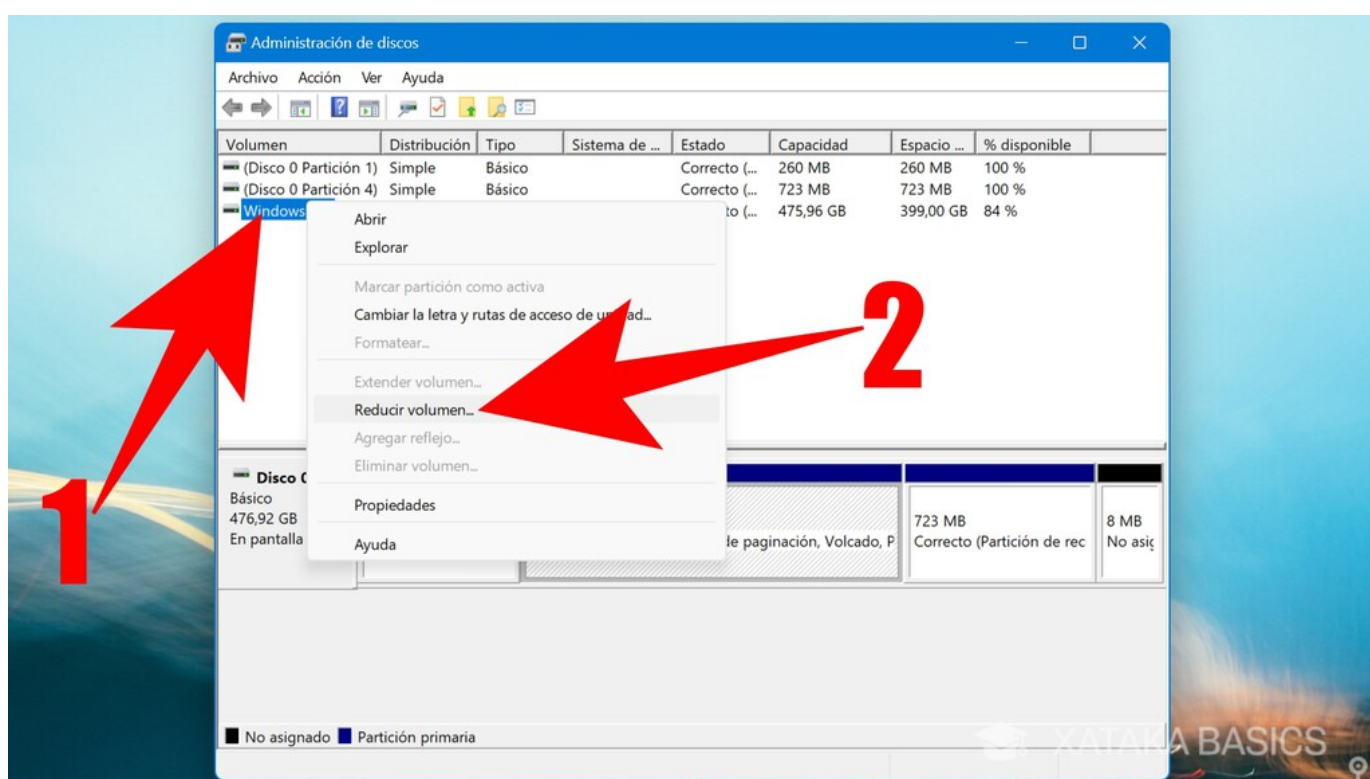 Administración de discos
Archivo Acción Ver Ayuda
Volumen Distribución Tipo Sistema de ... Estado Capacidad Espacio ... % disponible
(Disco 0 Partición 1) Simple Básico Correcto (... 260 MB 260 MB 100 %
(Disco 0 Partición 4) Simple Básico Correcto (... 723 MB 723 MB 100 %
Windows to (... 475,96 GB 399,00 GB 84 %
Abrir
Explorar
Marcar partición como activa
Cambiar la letra y rutas de acceso de ad...
Formatear...
Extender volumen...
Reducir volumen...
Agregar reflejo...
Eliminar volumen...
Propiedades
Ayuda
1
2
Disco 0
Básico
476,92 GB
En pantalla
de paginación, Volcado, P
723 MB
Correcto (Partición de rec
8 MB
No asig
No asignado Partición primaria
XATAKA BASICS